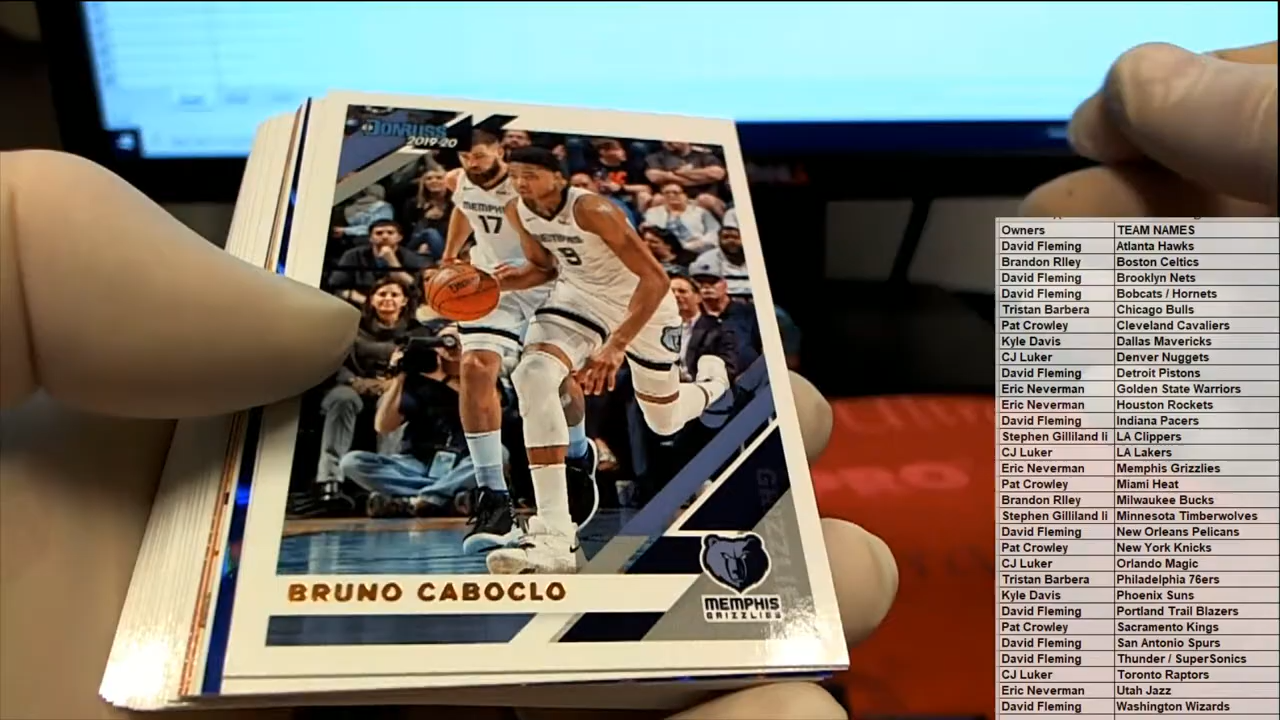 DONRUSS
2019-20
MEMPHIS
17
MEMPHIS
9
BRUNO CABOCLO
MEMPHIS
GRIZZLIES
Owners TEAM NAMES
David Fleming Atlanta Hawks
Brandon RIley Boston Celtics
David Fleming Brooklyn Nets
David Fleming Bobcats / Hornets
Tristan Barbera Chicago Bulls
Pat Crowley Cleveland Cavaliers
Kyle Davis Dallas Mavericks
CJ Luker Denver Nuggets
David Fleming Detroit Pistons
Eric Neverman Golden State Warriors
Eric Neverman Houston Rockets
David Fleming Indiana Pacers
Stephen Gilliland Ii LA Clippers
CJ Luker LA Lakers
Eric Neverman Memphis Grizzlies
Pat Crowley Miami Heat
Brandon RIley Milwaukee Bucks
Stephen Gilliland Ii Minnesota Timberwolves
David Fleming New Orleans Pelicans
Pat Crowley New York Knicks
CJ Luker Orlando Magic
Tristan Barbera Philadelphia 76ers
Kyle Davis Phoenix Suns
David Fleming Portland Trail Blazers
Pat Crowley Sacramento Kings
David Fleming San Antonio Spurs
David Fleming Thunder / SuperSonics
CJ Luker Toronto Raptors
Eric Neverman Utah Jazz
David Fleming Washington Wizards